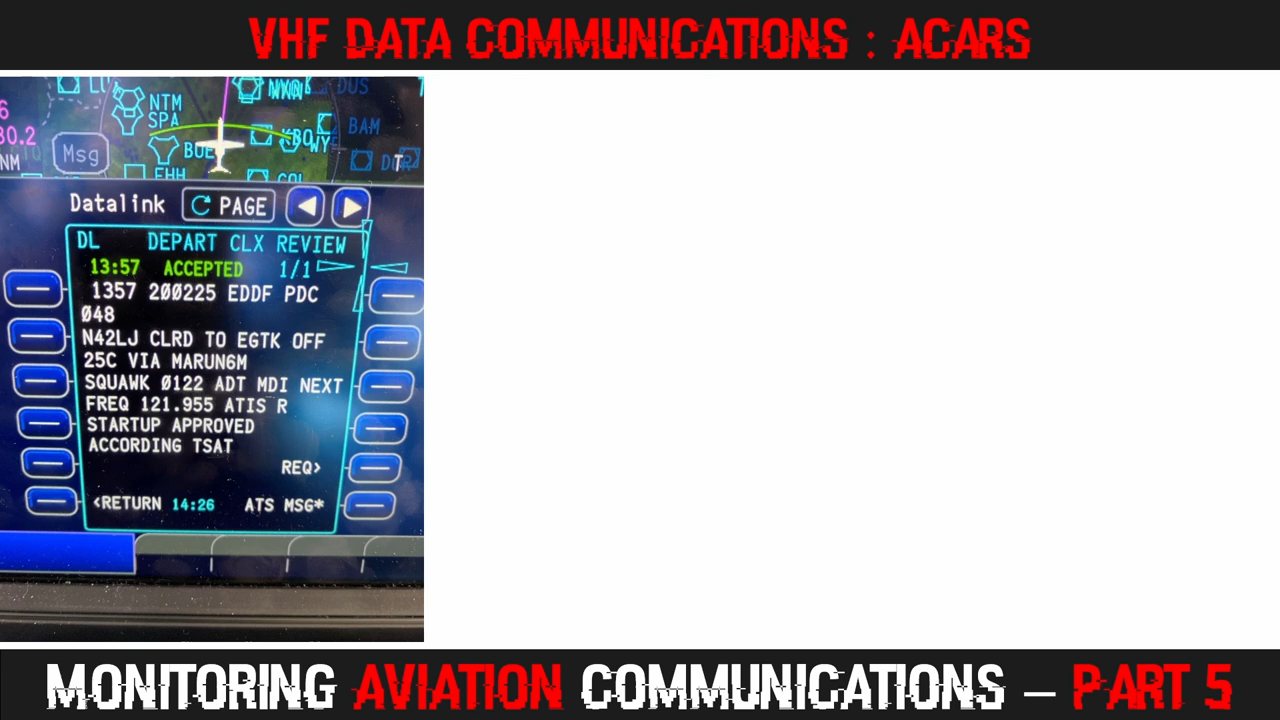 VHF DATA COMMUNICATIONS : ACARS
NTM
SPA
DUS
BAM
Msg
NM
Datalink PAGE
DL DEPART CLX REVIEW
13:57 ACCEPTED 1/1
1357 200225 EDDF PDC
048
N42LJ CLRD TO EGTK OFF
25C VIA MARUN6M
SQUAWK 0122 ADT MDI NEXT
FREQ 121.955 ATIS R
STARTUP APPROVED
ACCORDING TSAT
REQ>
<RETURN 14:26 ATS MSG*
MONITORING AVIATION COMMUNICATIONS – PART 5